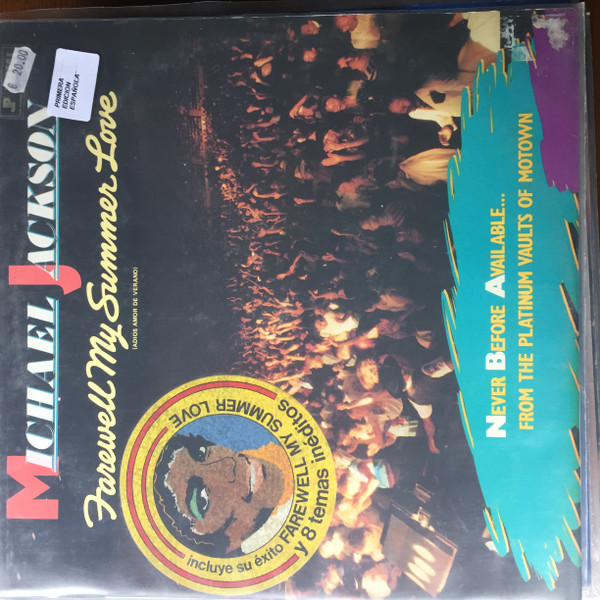 MICHAEL JACKSON
Farewell My Summer Love
(ADIOS AMOR DE VERANO)
€ 20.00
PRIMERA
EDICION
ESPAÑOLA
incluye su éxito FAREWELL MY SUMMER LOVE
y 8 temas inéditos
NEVER BEFORE AVAILABLE...
FROM THE PLATINUM VAULTS OF MOTOWN